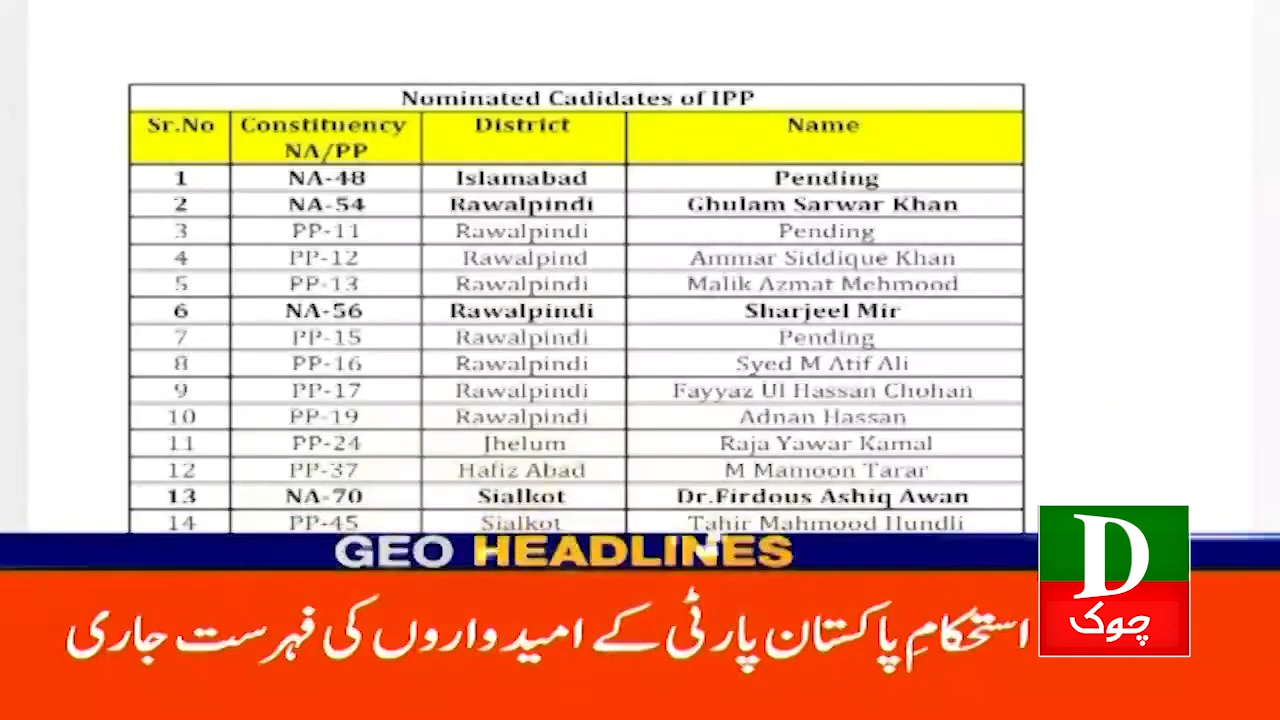 Nominated Cadidates of IPP
Sr.No Constituency NA/PP District Name
1 NA-48 Islamabad Pending
2 NA-54 Rawalpindi Ghulam Sarwar Khan
3 PP-11 Rawalpindi Pending
4 PP-12 Rawalpind Ammar Siddique Khan
5 PP-13 Rawalpindi Malik Azmat Mehmood
6 NA-56 Rawalpindi Sharjeel Mir
7 PP-15 Rawalpindi Pending
8 PP-16 Rawalpindi Syed M Atif Ali
9 PP-17 Rawalpindi Fayyaz Ul Hassan Chohan
10 PP-19 Rawalpindi Adnan Hassan
11 PP-24 Jhelum Raja Yawar Kamal
12 PP-37 Hafiz Abad M Mamoon Tarar
13 NA-70 Sialkot Dr.Firdous Ashiq Awan
14 PP-45 Sialkot Tahir Mahmood Hundli
GEO HEADLINES
استحکامِ پاکستان پارٹی کے امیدواروں کی فہرست جاری
D
چوک